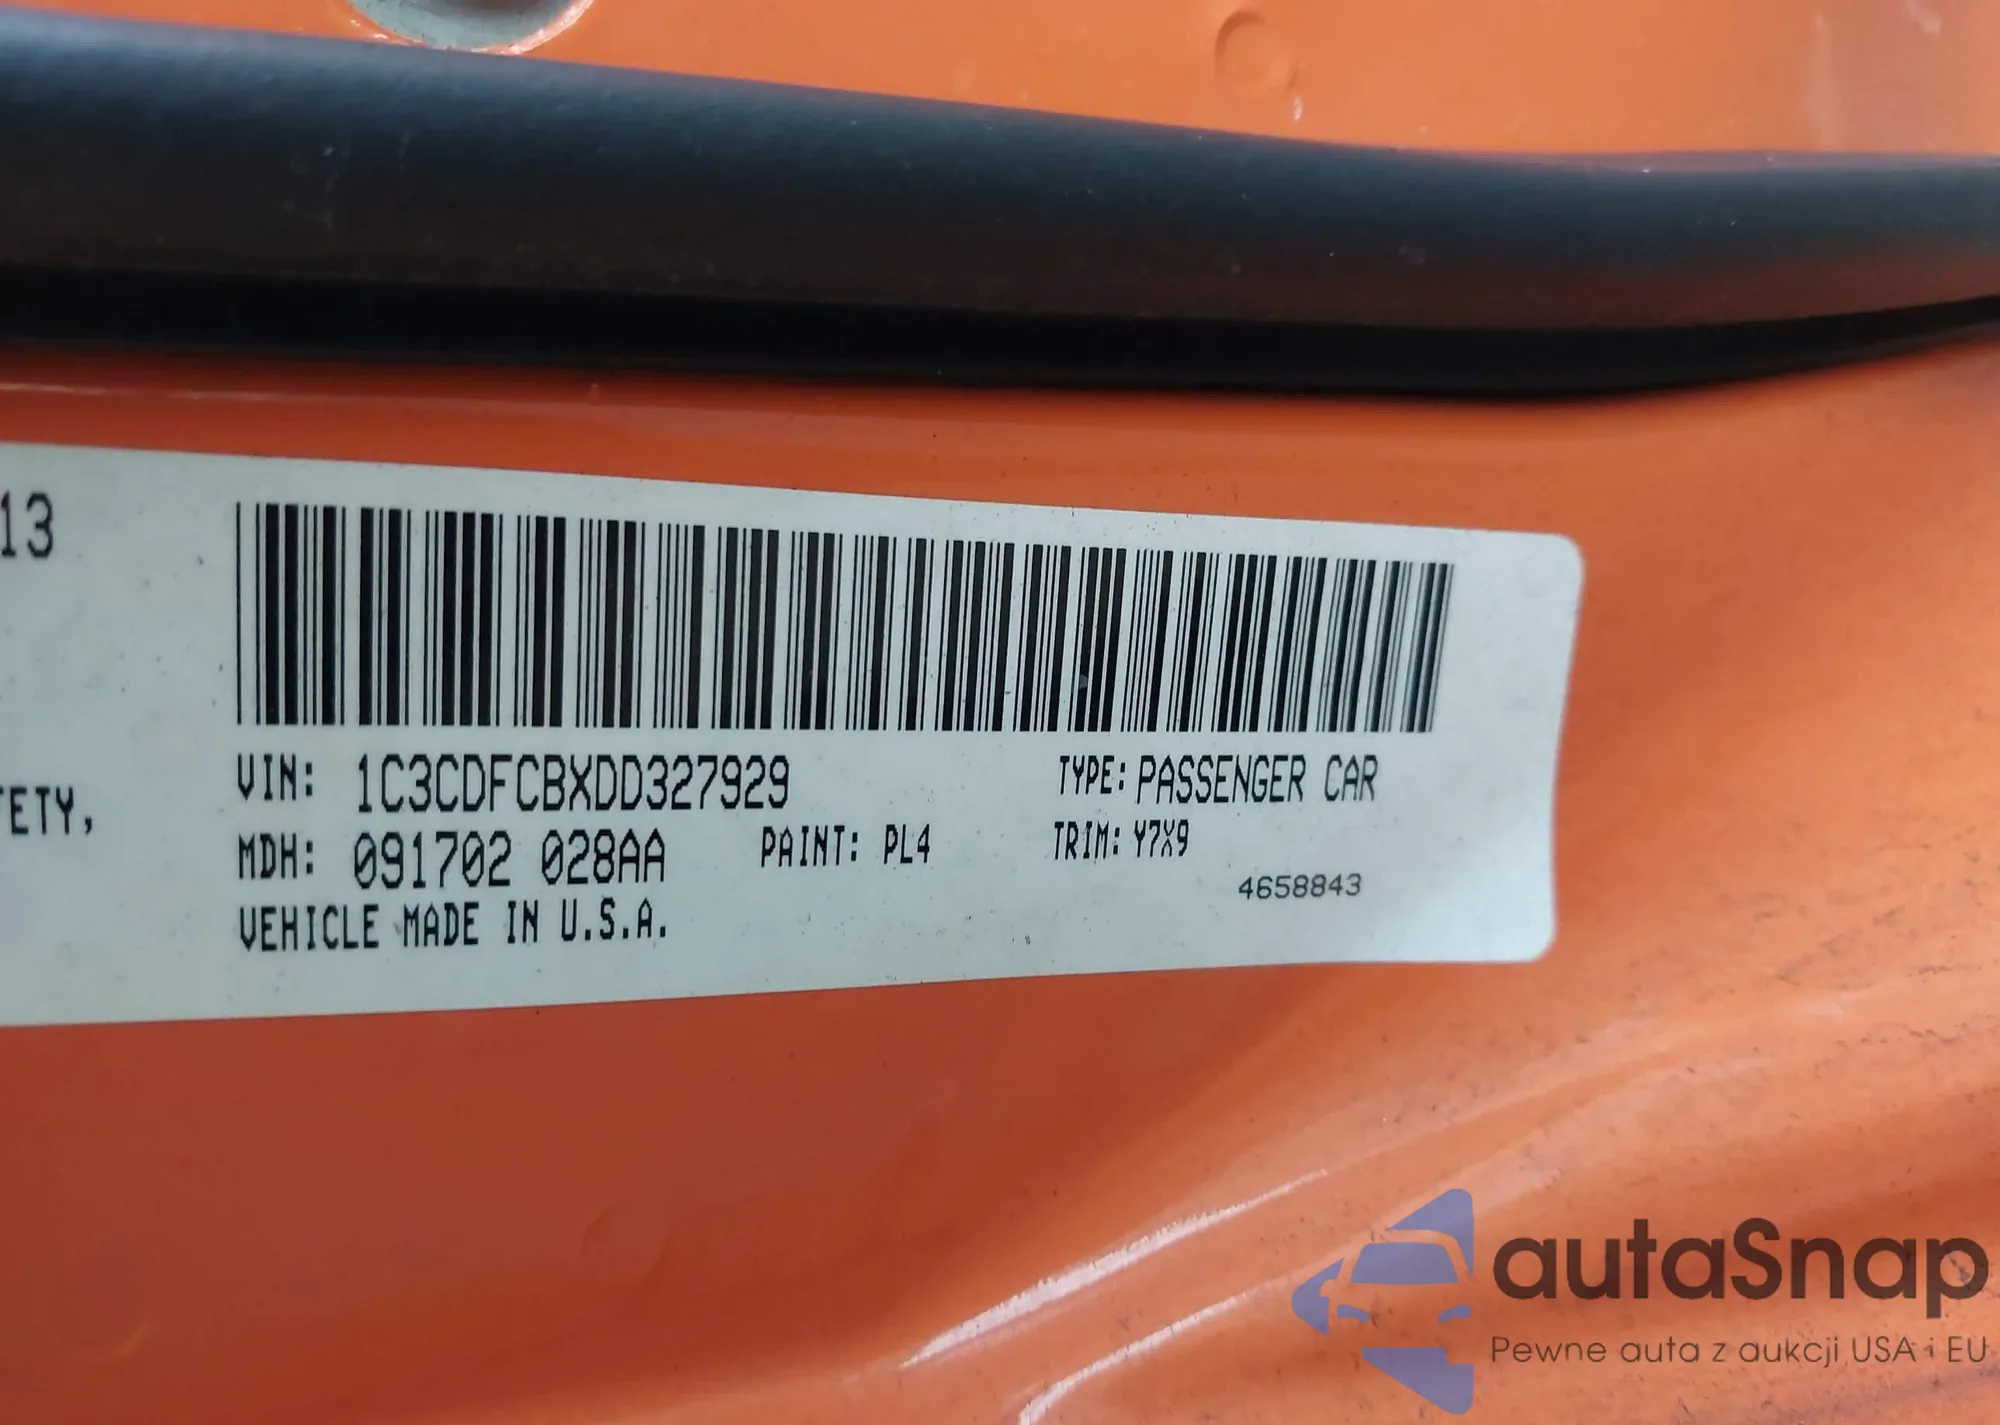 13
FETY,
VIN: 1C3CDFCBXDD327929
TYPE: PASSENGER CAR
MDH: 091702 028AA
PAINT: PL4
TRIM: Y7X9
4658843
VEHICLE MADE IN U.S.A.
autaSnap
Pewne auta z aukcji USA i EU